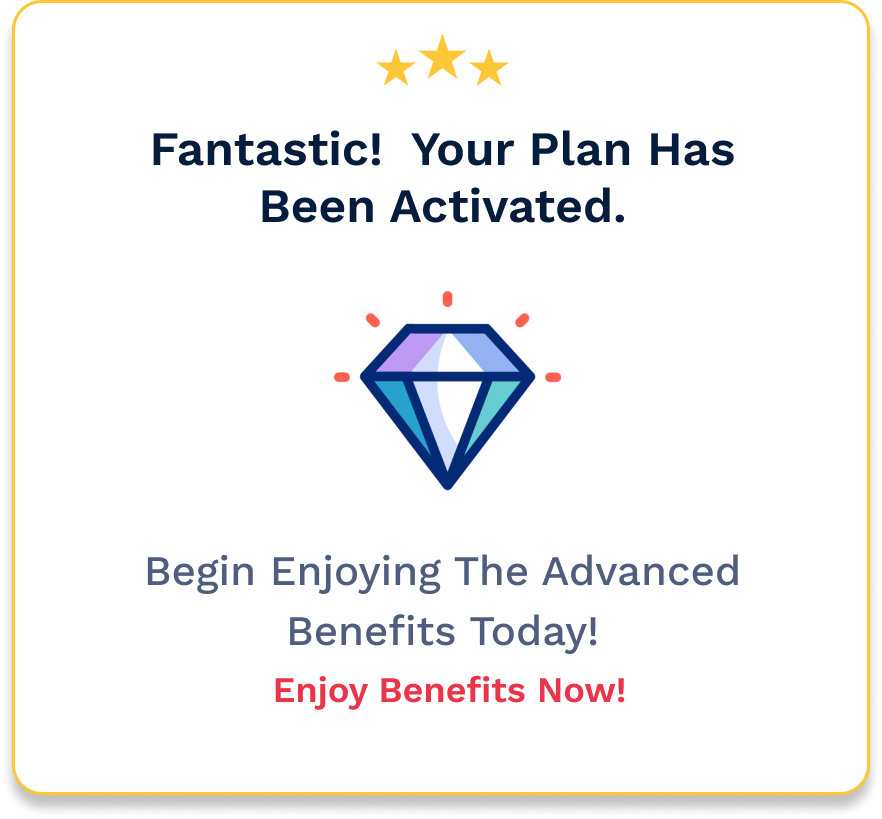 Fantastic!  Your Plan Has
Been Activated.
Begin Enjoying The Advanced
Benefits Today!
Enjoy Benefits Now!